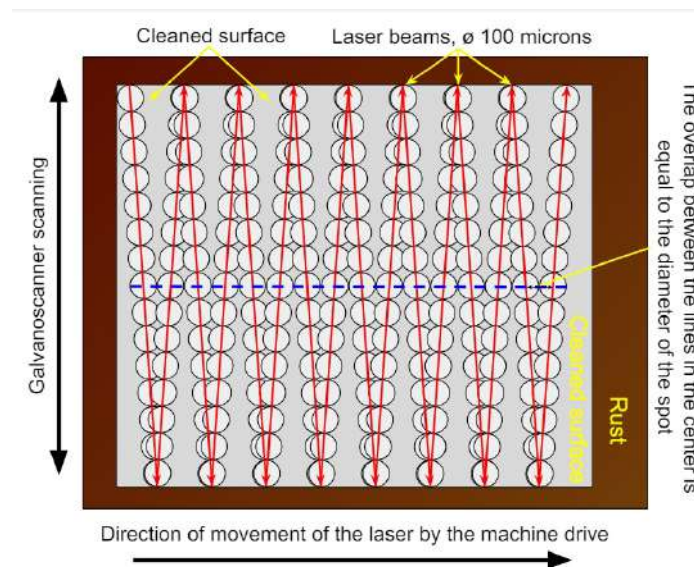 Cleaned surface
Laser beams, ø 100 microns
Galvanoscanner scanning
The overlap between the lines in the center is
equal to the diameter of the spot
Cleaned surface
Rust
Direction of movement of the laser by the machine drive